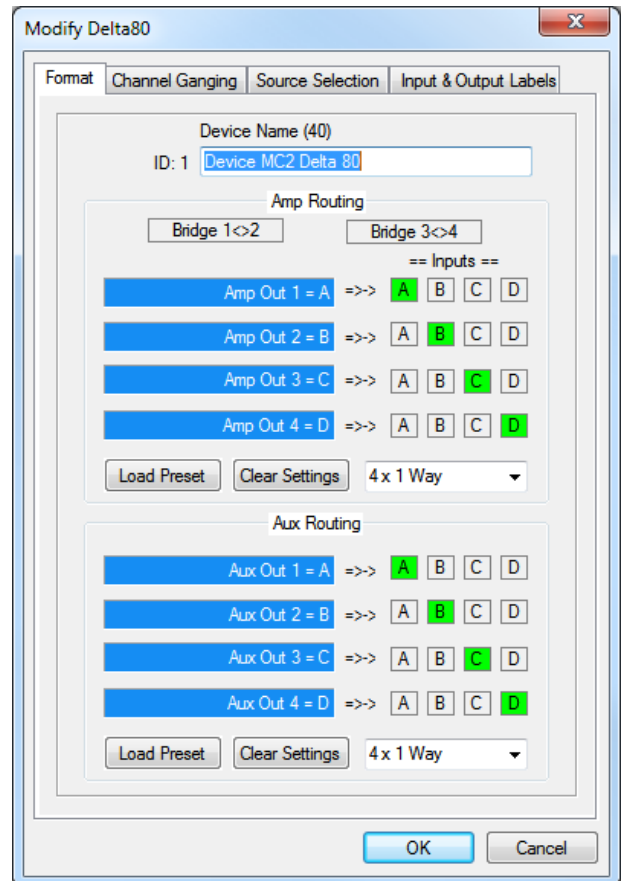 Modify Delta80
Format Channel Ganging Source Selection Input & Output Labels
Device Name (40)
ID: 1 Device MC2 Delta 80
Amp Routing
Bridge 1<>2 Bridge 3<>4
== Inputs ==
Amp Out 1 = A =>-> A B C D
Amp Out 2 = B =>-> A B C D
Amp Out 3 = C =>-> A B C D
Amp Out 4 = D =>-> A B C D
Load Preset Clear Settings 4 x 1 Way
Aux Routing
Aux Out 1 = A =>-> A B C D
Aux Out 2 = B =>-> A B C D
Aux Out 3 = C =>-> A B C D
Aux Out 4 = D =>-> A B C D
Load Preset Clear Settings 4 x 1 Way
OK Cancel